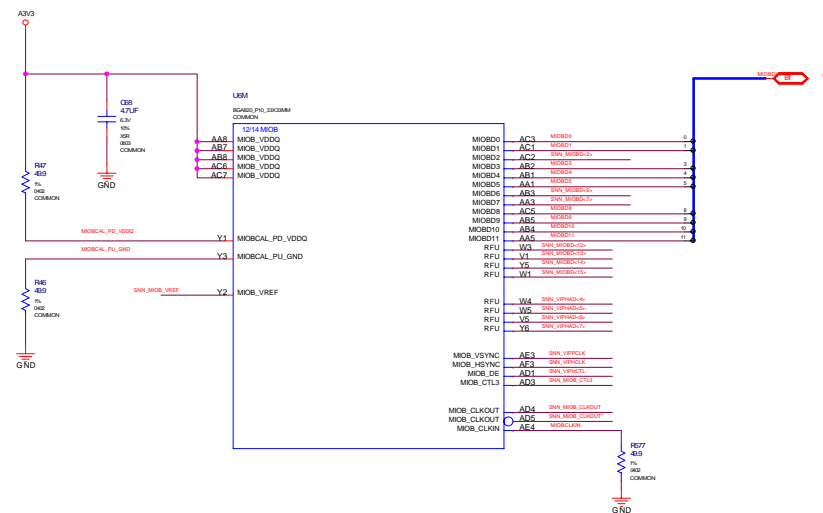 A3V3
C68
4.7UF
6.3V
10%
X5R
0603
COMMON
GND
R47
49.9
1%
0402
COMMON
MIOBCAL_PD_VDDQ
MIOBCAL_PU_GND
R46
49.9
1%
0402
COMMON
GND
SNN_MIOB_VREF
U6M
BGA820_P10_33X33MM
COMMON
12/14 MIOB
AA8 MIOB_VDDQ
AB7 MIOB_VDDQ
AB8 MIOB_VDDQ
AC6 MIOB_VDDQ
AC7 MIOB_VDDQ
Y1 MIOBCAL_PD_VDDQ
Y3 MIOBCAL_PU_GND
Y2 MIOB_VREF
MIOBD0 AC3 MIOBD0 0
MIOBD1 AC1 MIOBD1 1
MIOBD2 AC2 SNN_MIOBD<2>
MIOBD3 AB2 MIOBD3 3
MIOBD4 AB1 MIOBD4 4
MIOBD5 AA1 MIOBD5 5
MIOBD6 AB3 SNN_MIOBD<6>
MIOBD7 AA3 SNN_MIOBD<7>
MIOBD8 AC5 MIOBD8 8
MIOBD9 AB5 MIOBD9 9
MIOBD10 AB4 MIOBD10 10
MIOBD11 AA5 MIOBD11 11
RFU W3 SNN_MIOBD<12>
RFU V1 SNN_MIOBD<13>
RFU Y5 SNN_MIOBD<14>
RFU W1 SNN_MIOBD<15>
RFU W4 SNN_VIPHAD<4>
RFU W5 SNN_VIPHAD<5>
RFU V5 SNN_VIPHAD<6>
RFU Y6 SNN_VIPHAD<7>
MIOB_VSYNC AE3 SNN_VIPPCLK
MIOB_HSYNC AF3 SNN_VIPHCLK
MIOB_DE AD1 SNN_VIPHCTL
MIOB_CTL3 AD3 SNN_MIOB_CTL3
MIOB_CLKOUT AD4 SNN_MIOB_CLKOUT
MIOB_CLKOUT AD5 SNN_MIOB_CLKOUT*
MIOB_CLKIN AE4 MIOBCLKIN
R577
49.9
1%
0402
COMMON
GND